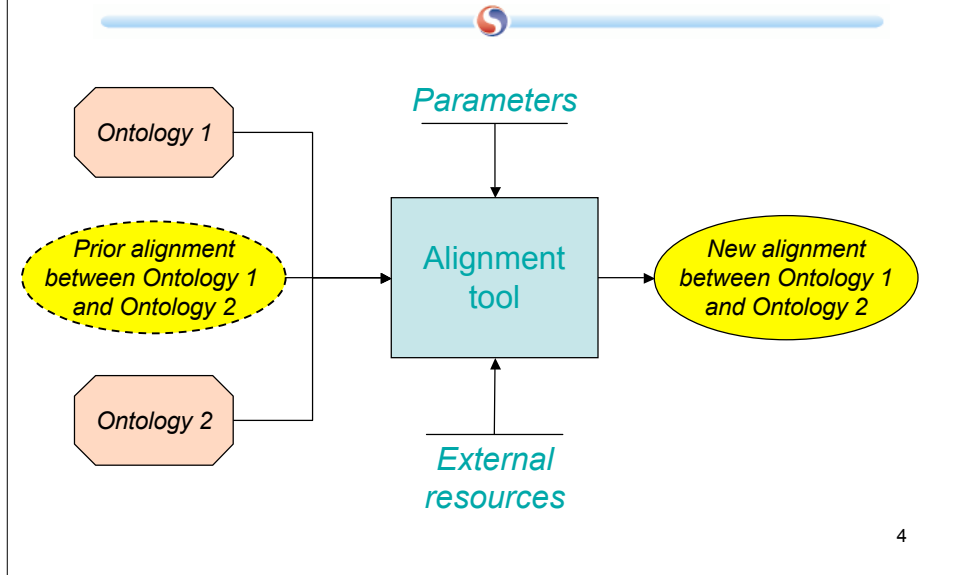 Parameters
Ontology 1
Prior alignment
between Ontology 1
and Ontology 2
Alignment
tool
New alignment
between Ontology 1
and Ontology 2
Ontology 2
External
resources
4